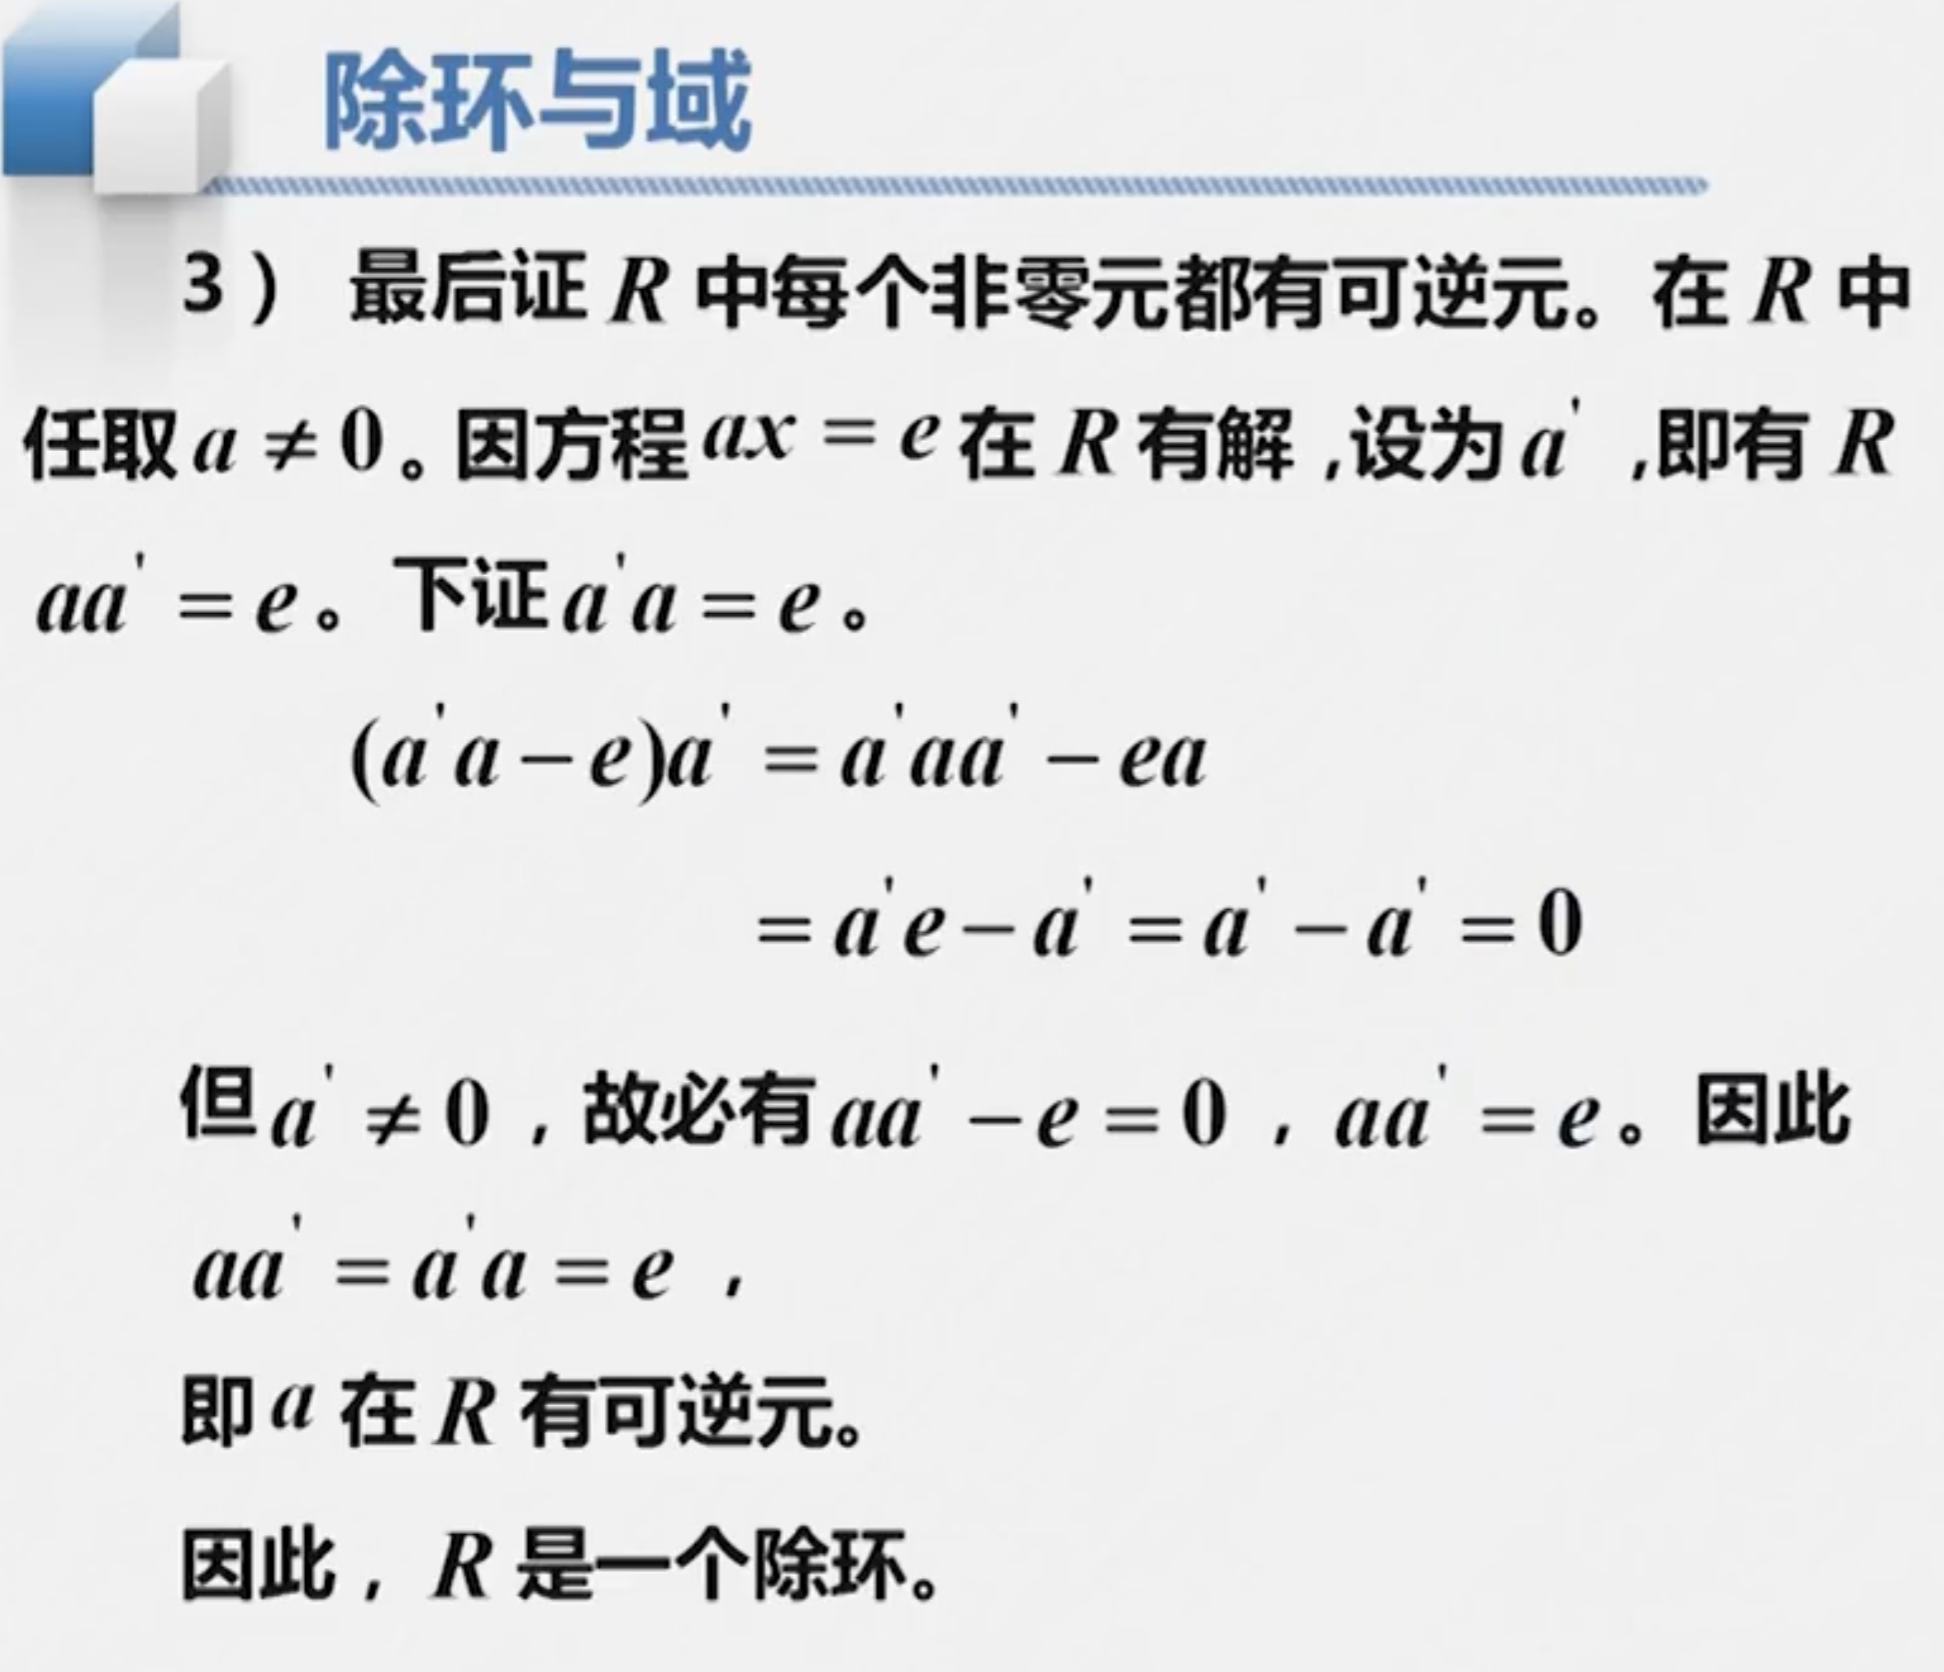 除环与域
3） 最后证 R 中每个非零元都有可逆元。在 R 中
任取 a ≠ 0。因方程 ax = e 在 R 有解,设为 a' ,即有 R
aa' = e。下证 a'a = e。
(a'a − e)a' = a'aa' − ea
= a'e − a' = a' − a' = 0
但 a' ≠ 0，故必有 aa' − e = 0，aa' = e。因此
aa' = a'a = e，
即 a 在 R 有可逆元。
因此，R 是一个除环。